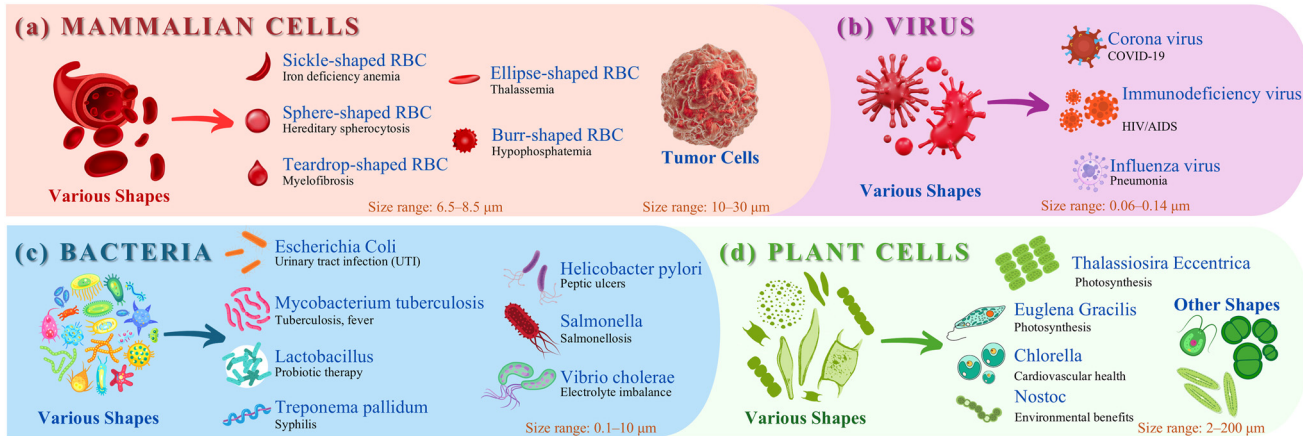 (a) MAMMALIAN CELLS
Sickle-shaped RBC
Iron deficiency anemia
Sphere-shaped RBC
Hereditary spherocytosis
Teardrop-shaped RBC
Myelofibrosis
Ellipse-shaped RBC
Thalassemia
Burr-shaped RBC
Hypophosphatemia
Various Shapes
Size range: 6.5–8.5 μm
Tumor Cells
Size range: 10–30 μm
(b) VIRUS
Various Shapes
Corona virus
COVID-19
Immunodeficiency virus
HIV/AIDS
Influenza virus
Pneumonia
Size range: 0.06–0.14 μm
(c) BACTERIA
Various Shapes
Escherichia Coli
Urinary tract infection (UTI)
Mycobacterium tuberculosis
Tuberculosis, fever
Lactobacillus
Probiotic therapy
Treponema pallidum
Syphilis
Helicobacter pylori
Peptic ulcers
Salmonella
Salmonellosis
Vibrio cholerae
Electrolyte imbalance
Size range: 0.1–10 μm
(d) PLANT CELLS
Various Shapes
Thalassiosira Eccentrica
Photosynthesis
Euglena Gracilis
Photosynthesis
Chlorella
Cardiovascular health
Nostoc
Environmental benefits
Other Shapes
Size range: 2–200 μm